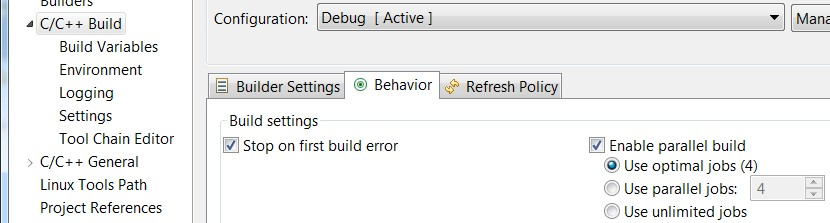 Builders
C/C++ Build
Build Variables
Environment
Logging
Settings
Tool Chain Editor
C/C++ General
Linux Tools Path
Project References
Configuration: Debug [ Active ] Mana
Builder Settings Behavior Refresh Policy
Build settings
Stop on first build error Enable parallel build
Use optimal jobs (4)
Use parallel jobs: 4
Use unlimited jobs